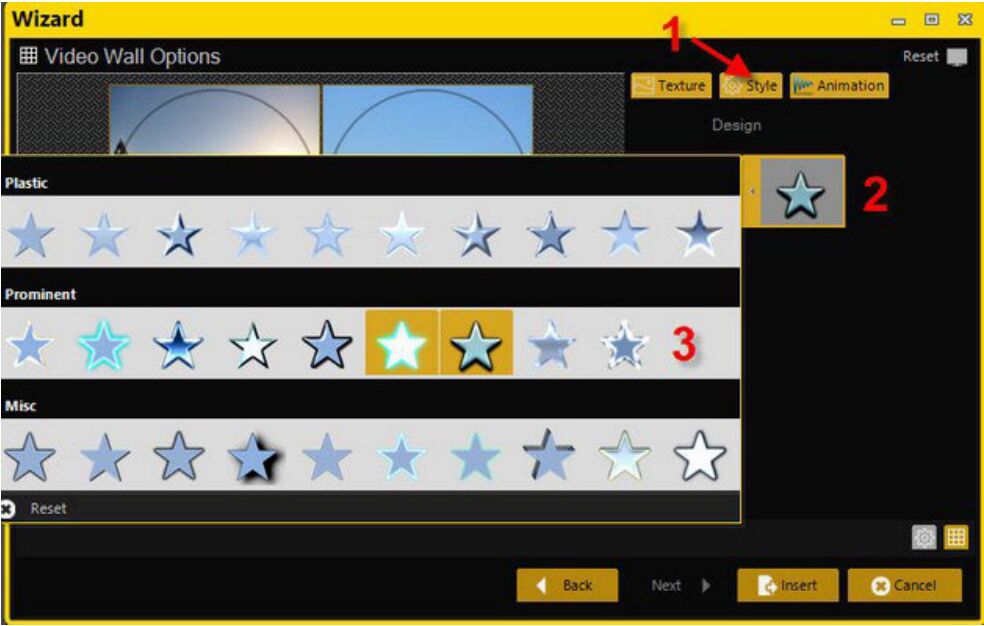 Wizard
Video Wall Options
Reset
1
Texture
Style
Animation
Design
Plastic
2
Prominent
3
Misc
Reset
Back
Next
Insert
Cancel